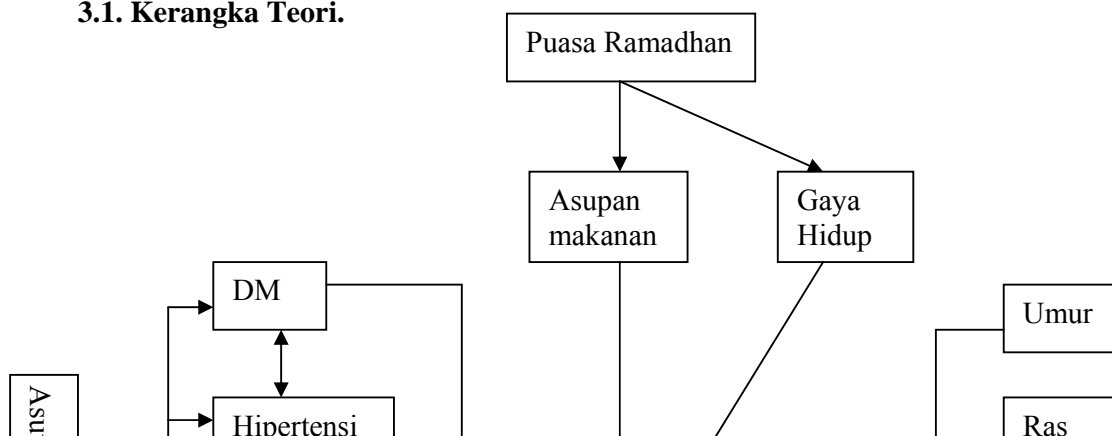 3.1. Kerangka Teori.
Puasa Ramadhan
Asupan
makanan
Gaya
Hidup
DM
Umur
Hipertensi
Ras